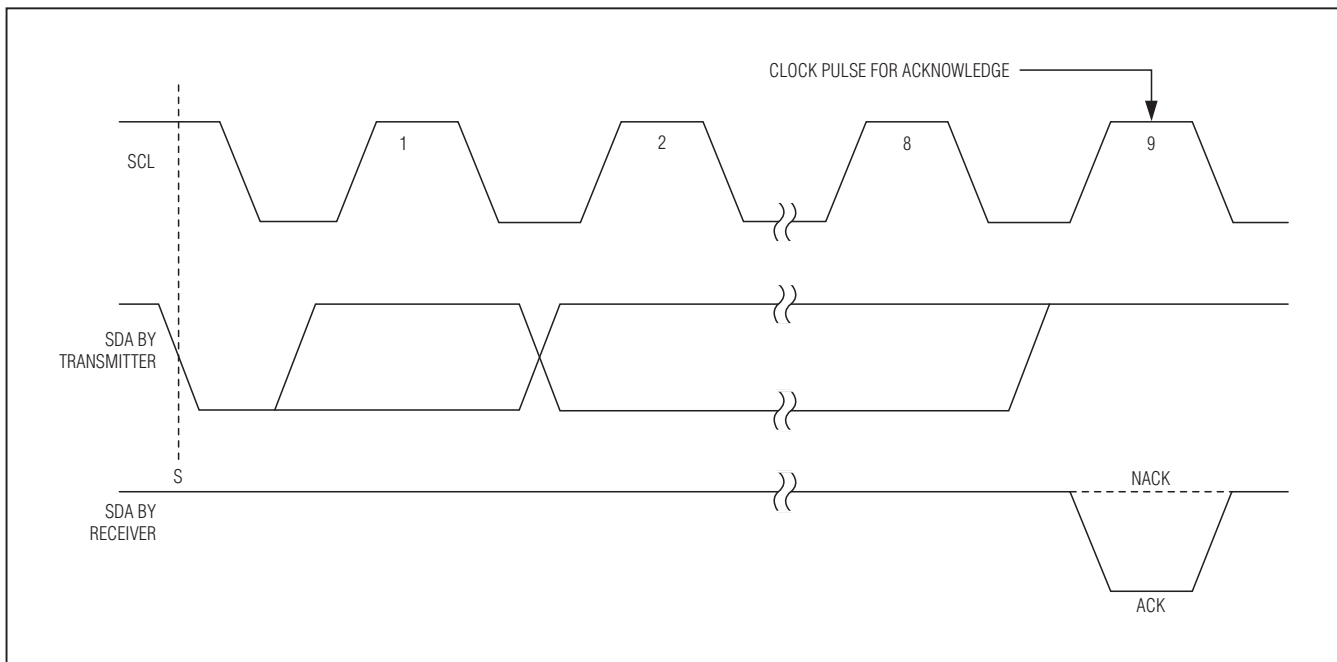 CLOCK PULSE FOR ACKNOWLEDGE
SCL
1
2
8
9
SDA BY
TRANSMITTER
S
SDA BY
RECEIVER
NACK
ACK